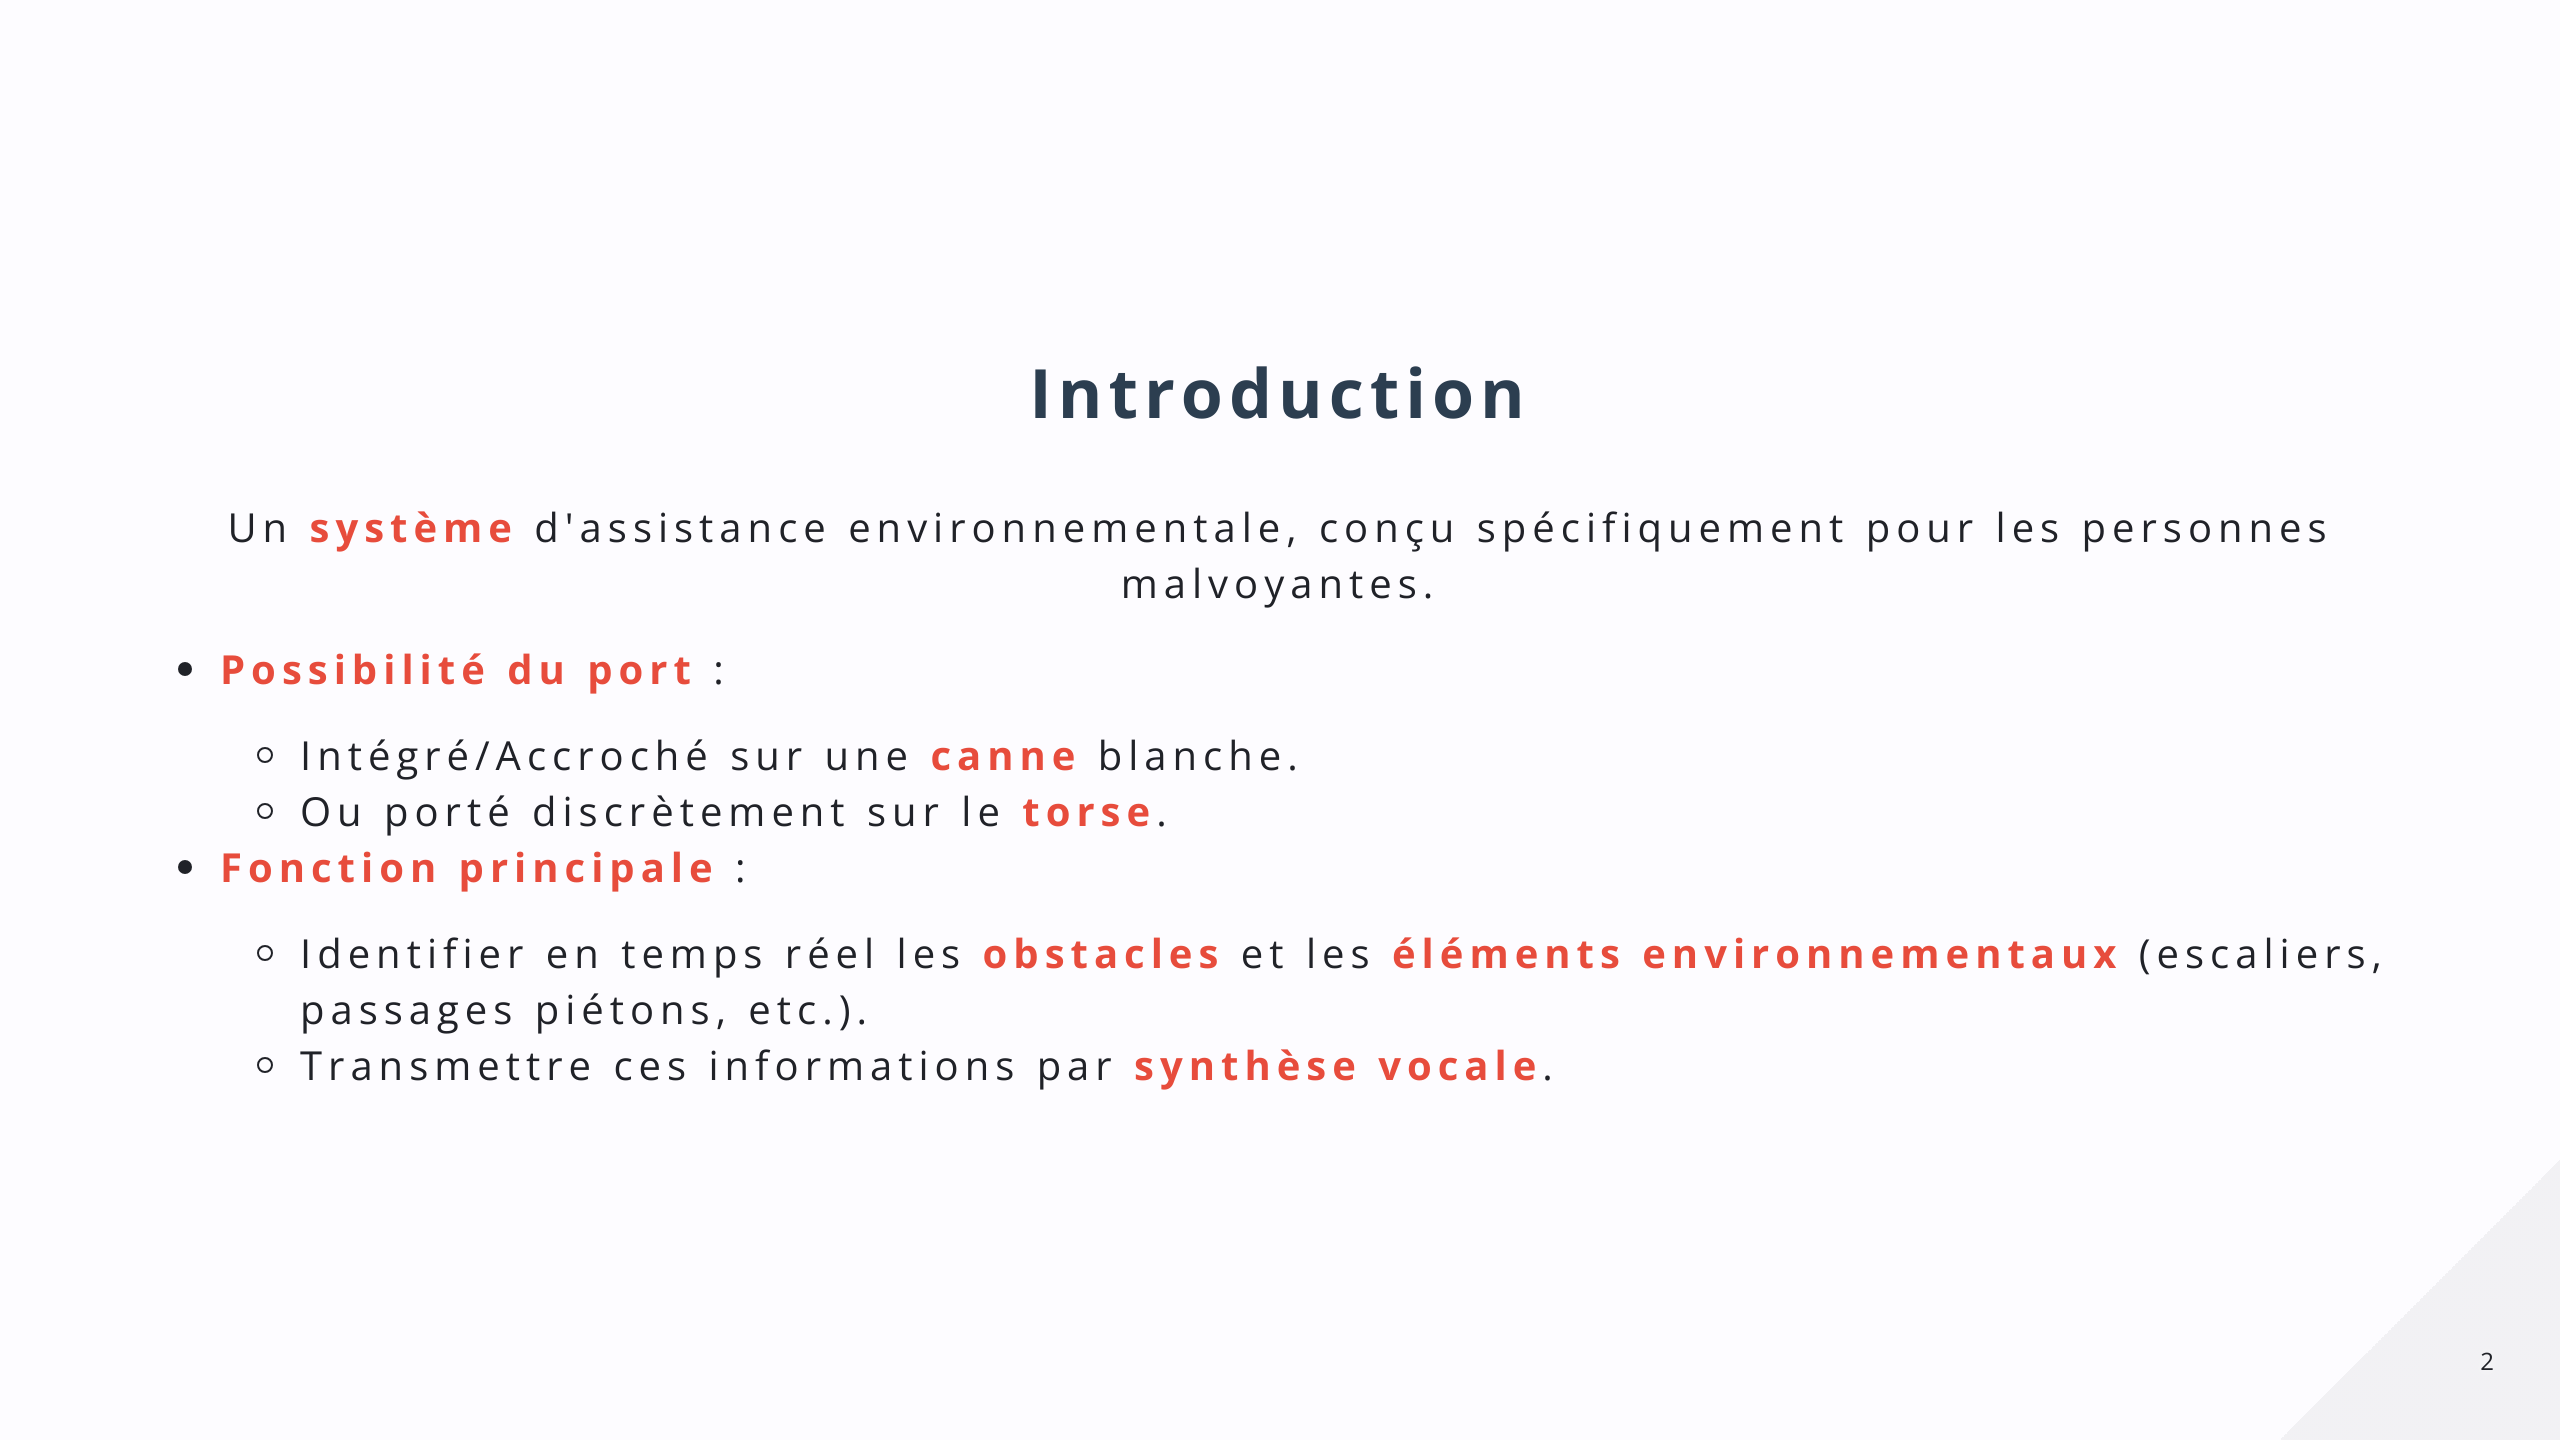 Introduction
Un système d'assistance environnementale, conçu spécifiquement pour les personnes
malvoyantes.
Possibilité du port :
Intégré/Accroché sur une canne blanche.
Ou porté discrètement sur le torse.
Fonction principale :
Identifier en temps réel les obstacles et les éléments environnementaux (escaliers,
passages piétons, etc.).
Transmettre ces informations par synthèse vocale.
2